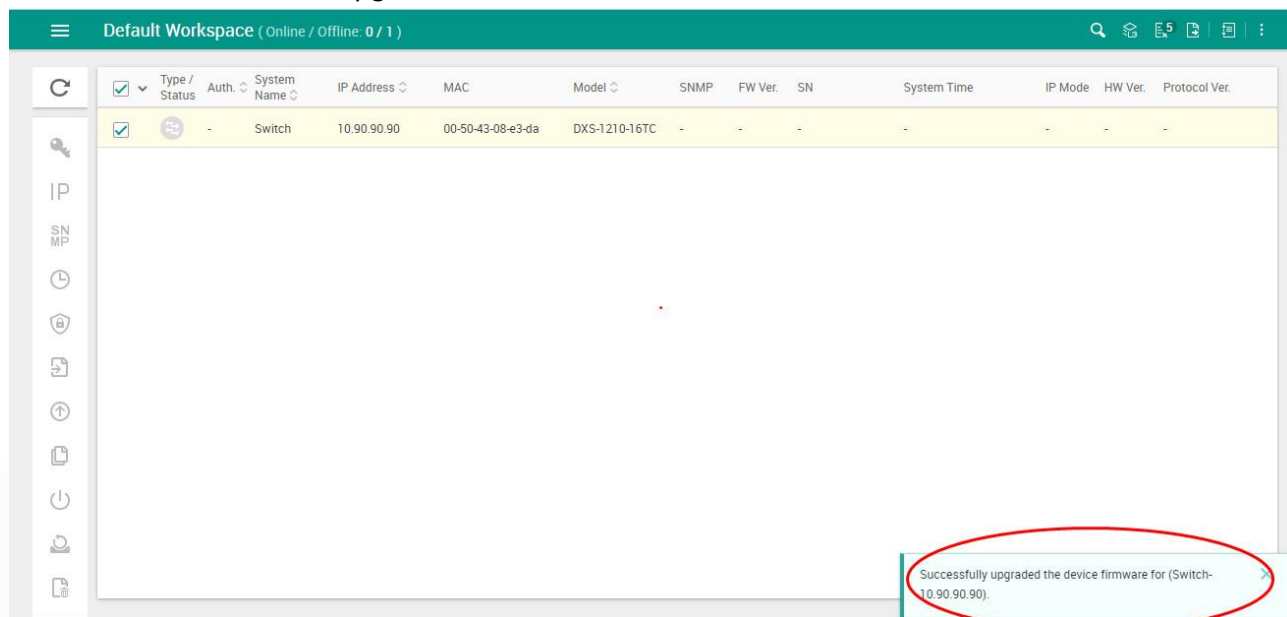 Default Workspace ( Online / Offline: 0 / 1 )
5
Type / Status Auth. System Name IP Address MAC Model SNMP FW Ver. SN System Time IP Mode HW Ver. Protocol Ver.
- Switch 10.90.90.90 00-50-43-08-e3-da DXS-1210-16TC - - - - - - -
IP
SN
MP
Successfully upgraded the device firmware for (Switch-
10.90.90.90).